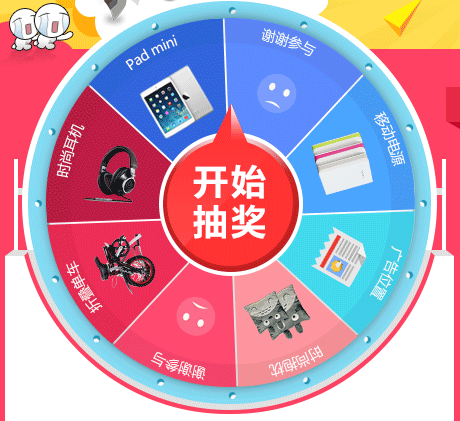 Pad mini
谢谢参与
移动电源
广告位置
时尚抱枕
谢谢参与
折叠单车
时尚耳机
开始
抽奖